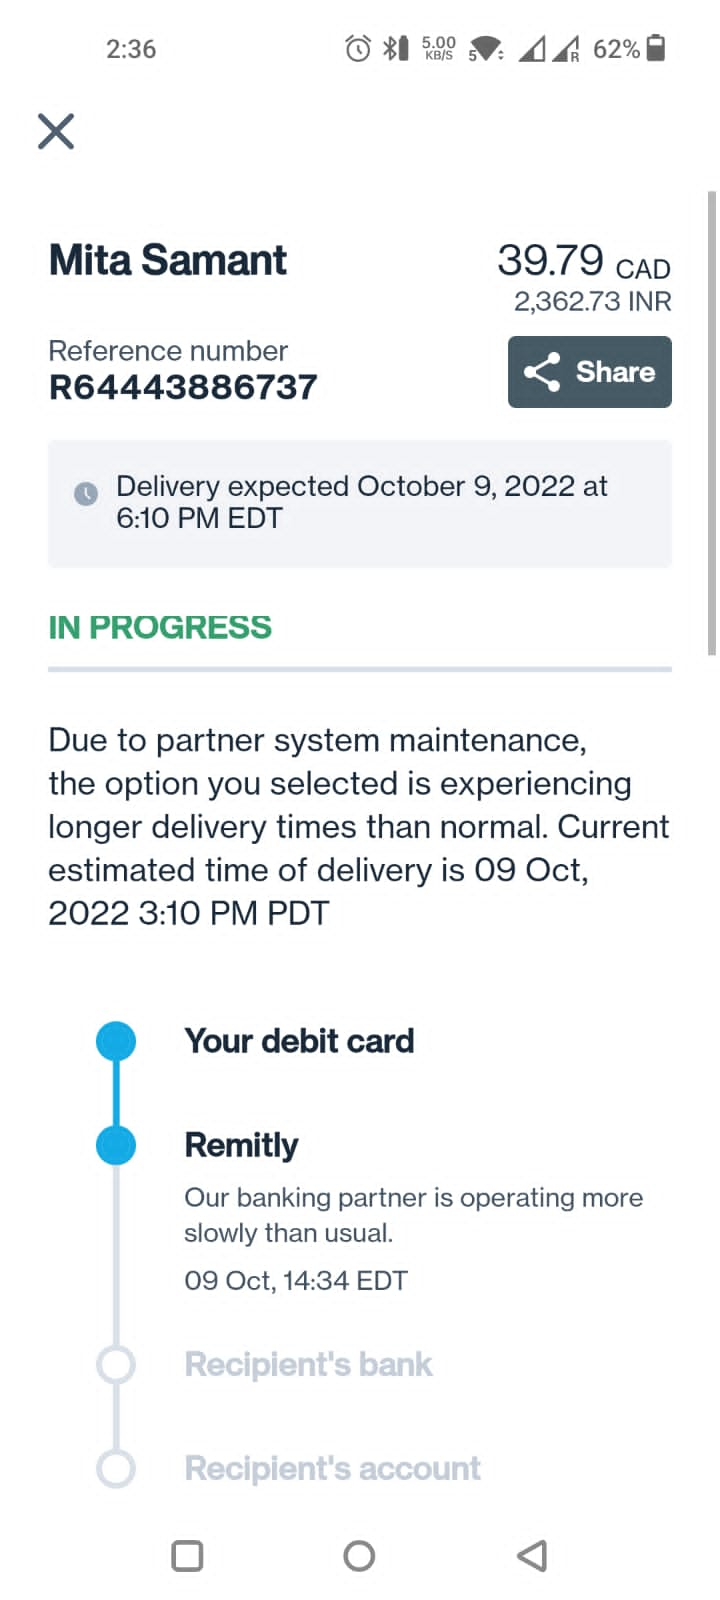 2:36
5.00
KB/S
5
R
62%
Mita Samant
39.79 CAD
2,362.73 INR
Reference number
R64443886737
Share
Delivery expected October 9, 2022 at
6:10 PM EDT
IN PROGRESS
Due to partner system maintenance,
the option you selected is experiencing
longer delivery times than normal. Current
estimated time of delivery is 09 Oct,
2022 3:10 PM PDT
Your debit card
Remitly
Our banking partner is operating more
slowly than usual.
09 Oct, 14:34 EDT
Recipient's bank
Recipient's account